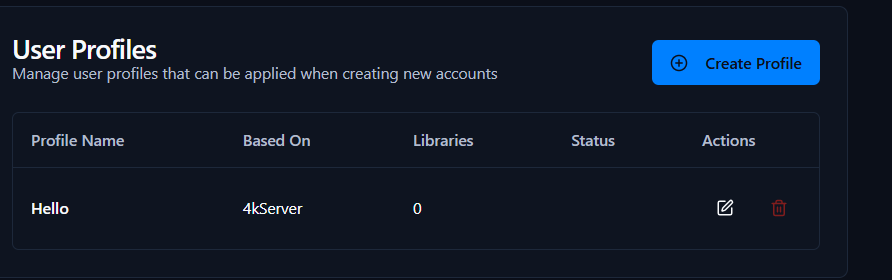 User Profiles
Manage user profiles that can be applied when creating new accounts
Create Profile
Profile Name Based On Libraries Status Actions
Hello 4kServer 0